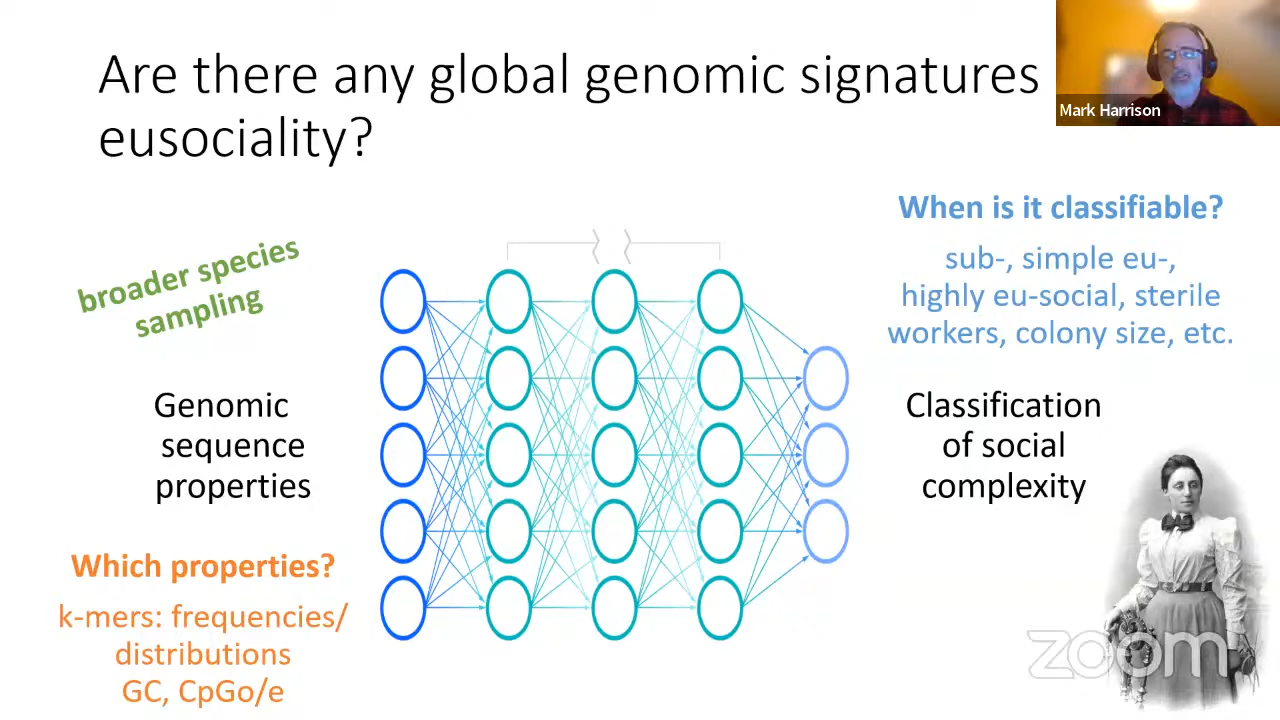 Are there any global genomic signatures
eusociality?
Mark Harrison
When is it classifiable?
sub-, simple eu-,
highly eu-social, sterile
workers, colony size, etc.
broader species
sampling
Genomic
sequence
properties
Classification
of social
complexity
Which properties?
k-mers: frequencies/
distributions
GC, CpGo/e
zoom